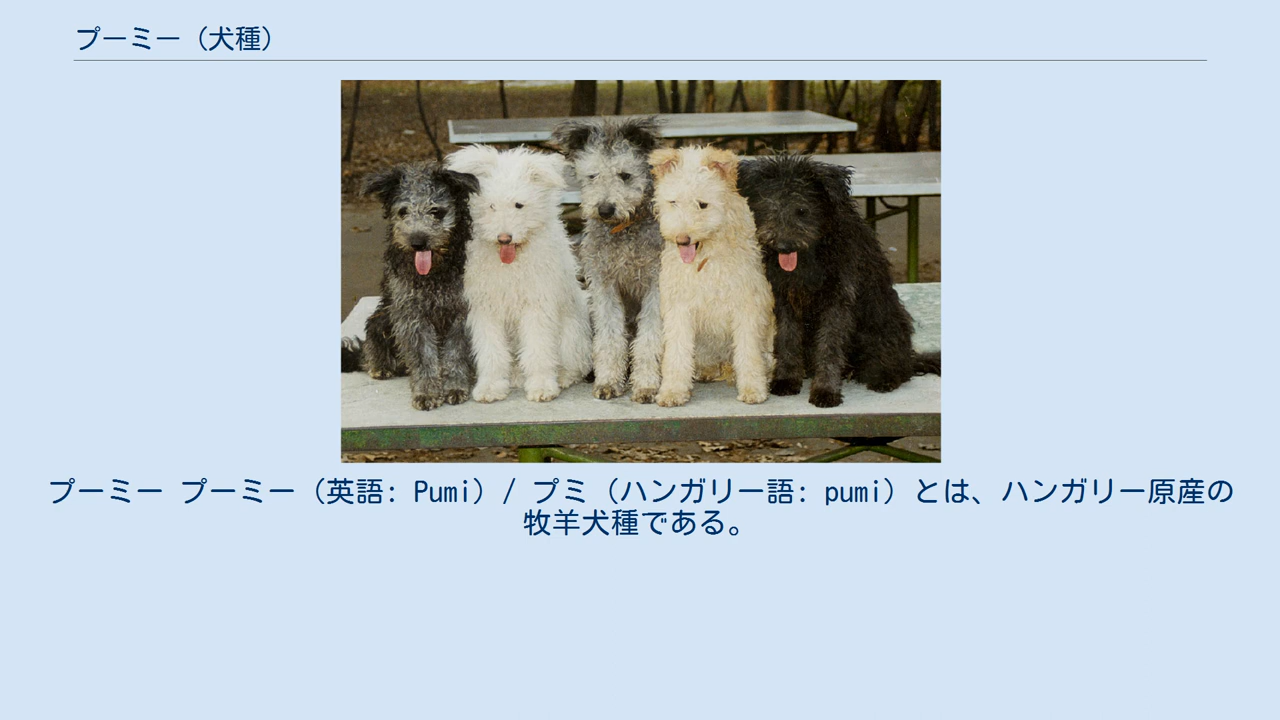 プーミー（犬種）
プーミー プーミー（英語: Pumi）/ プミ（ハンガリー語: pumi）とは、ハンガリー原産の
牧羊犬種である。